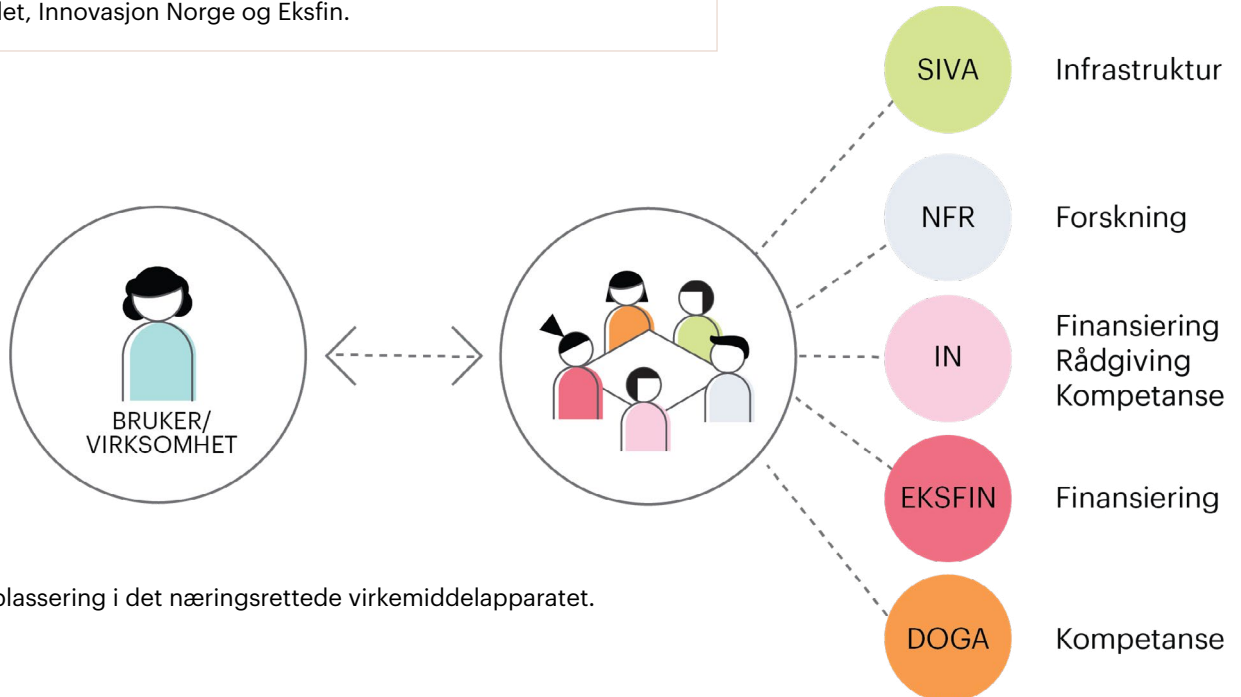 let, Innovasjon Norge og Eksfin.
SIVA
Infrastruktur
NFR
Forskning
IN
Finansiering
Rådgiving
Kompetanse
BRUKER/
VIRKSOMHET
EKSFIN
Finansiering
plassering i det næringsrettede virkemiddelapparatet.
DOGA
Kompetanse